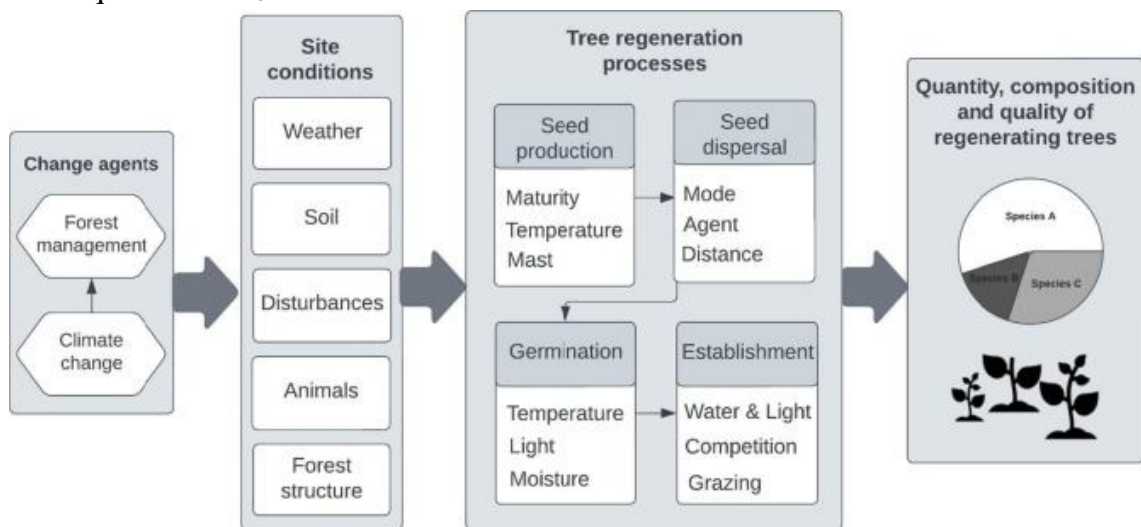 Change agents
Forest
management
Climate
change
Site
conditions
Weather
Soil
Disturbances
Animals
Forest
structure
Tree regeneration
processes
Seed
production
Maturity
Temperature
Mast
Seed
dispersal
Mode
Agent
Distance
Germination
Temperature
Light
Moisture
Establishment
Water & Light
Competition
Grazing
Quantity, composition
and quality of
regenerating trees
Species A
Species B
Species C